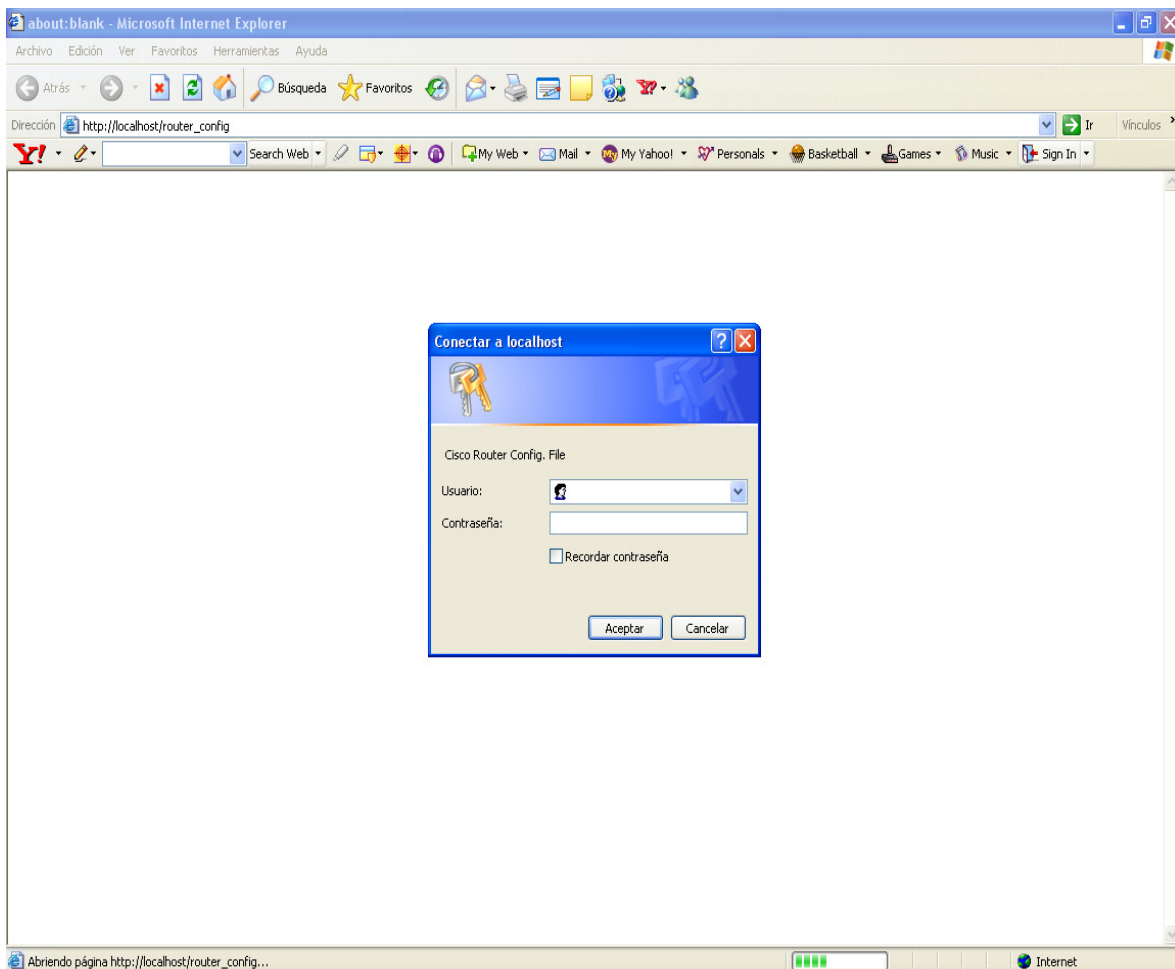 about:blank - Microsoft Internet Explorer
Archivo Edición Ver Favoritos Herramientas Ayuda
Atrás Búsqueda Favoritos
Dirección http://localhost/router_config Ir Vínculos
Y! Search Web My Web Mail My Yahoo! Personals Basketball Games Music Sign In
Conectar a localhost
Cisco Router Config. File
Usuario:
Contraseña:
Recordar contraseña
Aceptar Cancelar
Abriendo página http://localhost/router_config... Internet